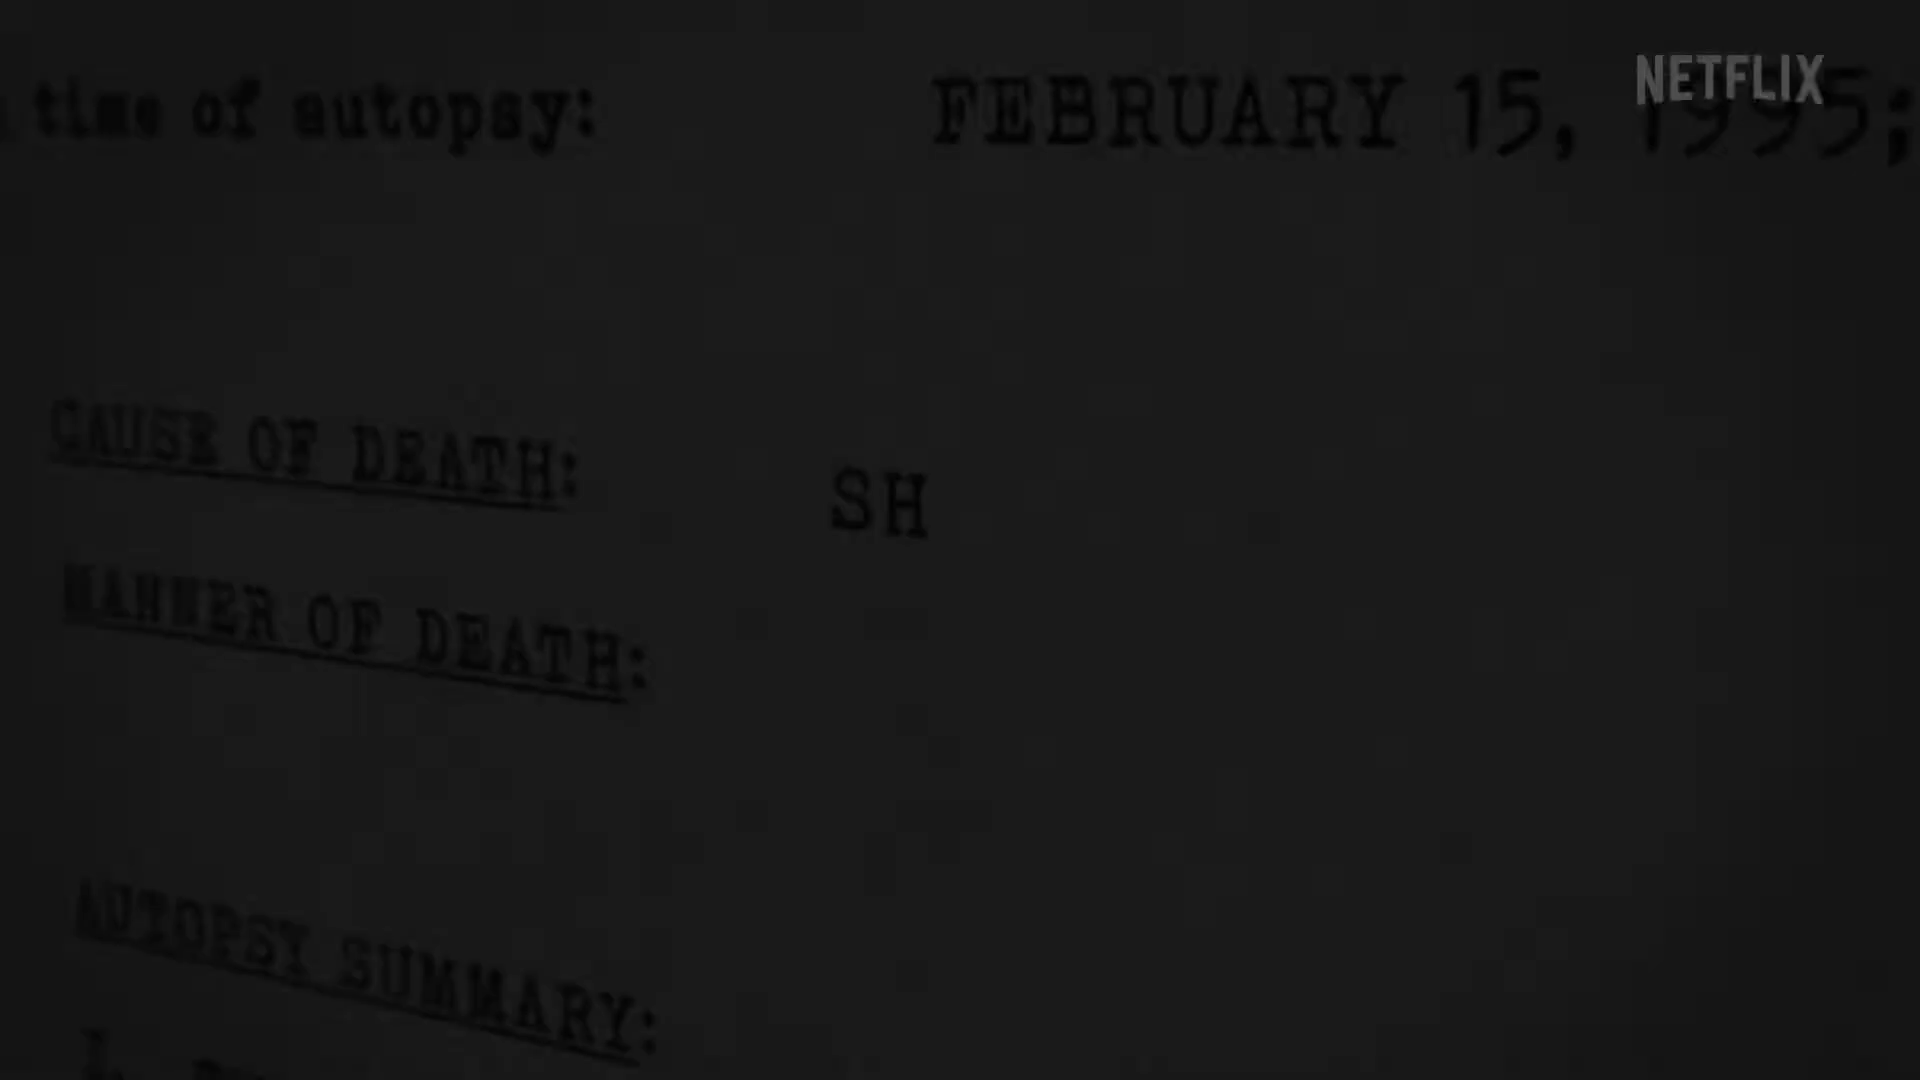 time of autopsy: FEBRUARY 15, 1995;
NETFLIX
CAUSE OF DEATH: SH
MANNER OF DEATH:
AUTOPSY SUMMARY:
I.